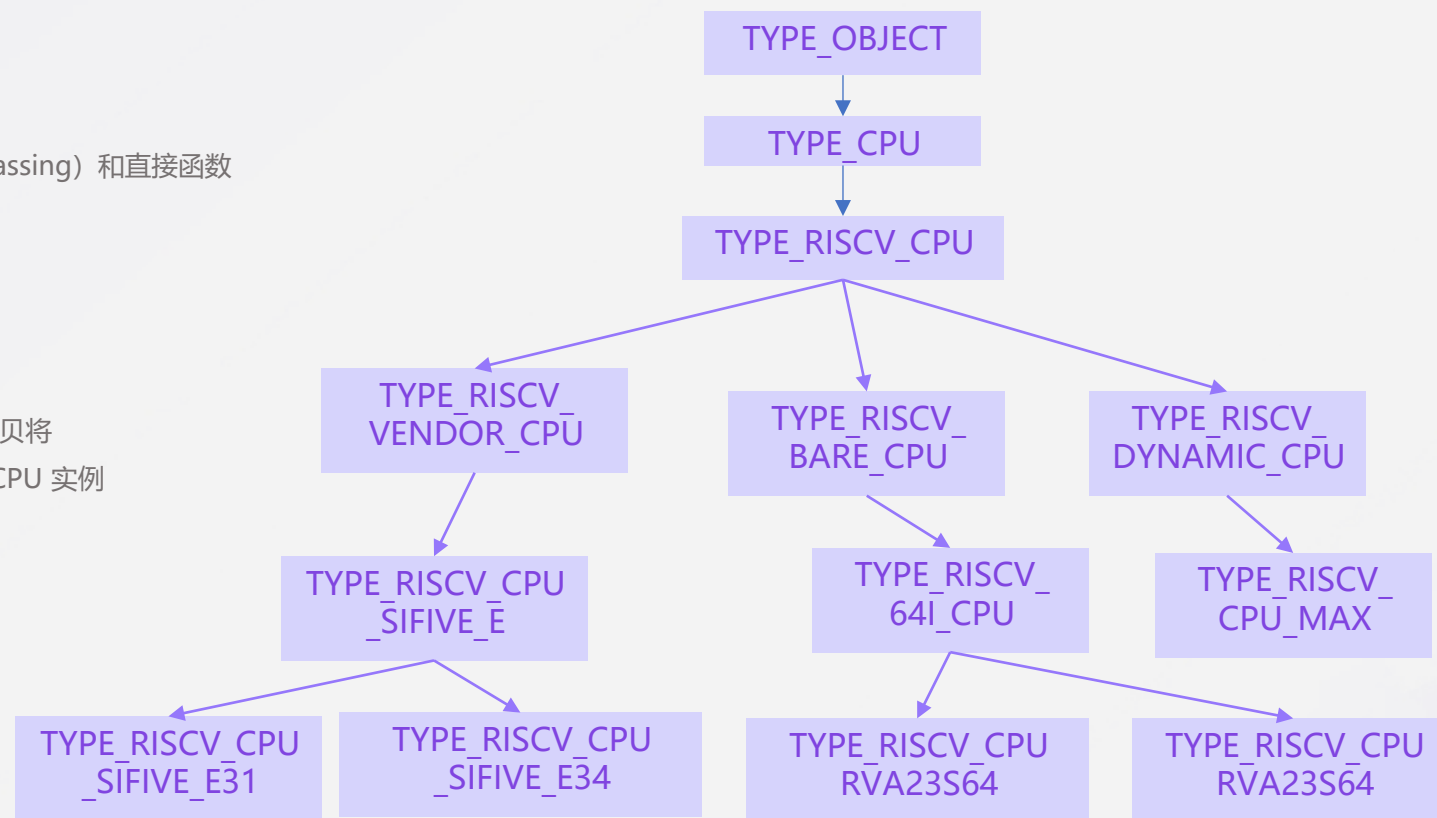 assing）和直接函数
贝将
CPU 实例
TYPE_OBJECT
TYPE_CPU
TYPE_RISCV_CPU
TYPE_RISCV_
VENDOR_CPU
TYPE_RISCV_
BARE_CPU
TYPE_RISCV_
DYNAMIC_CPU
TYPE_RISCV_CPU
_SIFIVE_E
TYPE_RISCV_
64I_CPU
TYPE_RISCV_
CPU_MAX
TYPE_RISCV_CPU
_SIFIVE_E31
TYPE_RISCV_CPU
_SIFIVE_E34
TYPE_RISCV_CPU
RVA23S64
TYPE_RISCV_CPU
RVA23S64